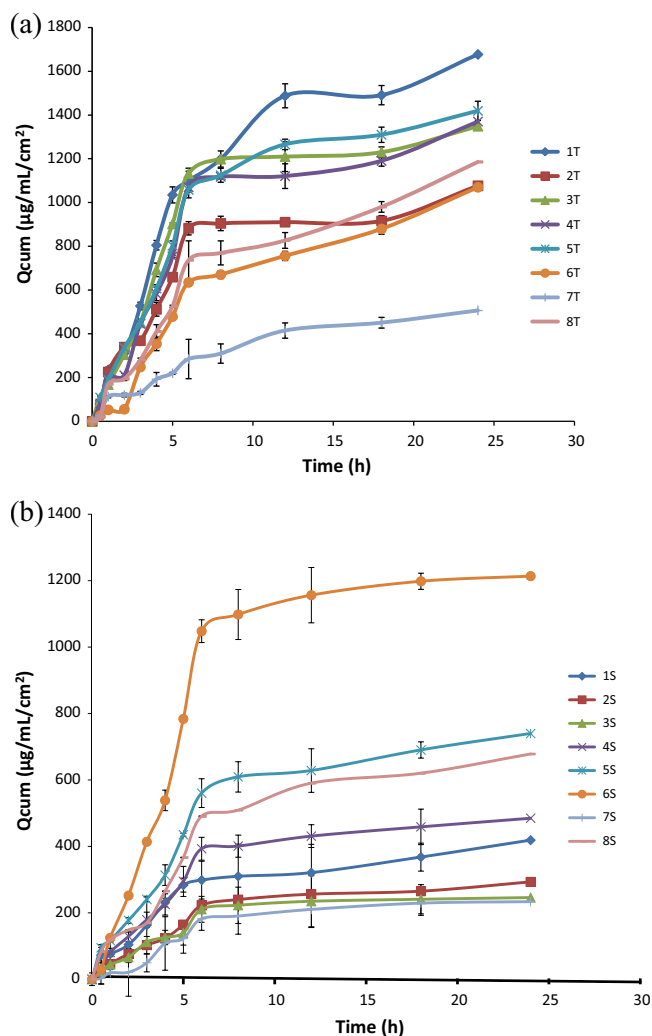 (a)
1800
1600
1400
1200
1000
800
600
400
200
0
Qcum (µg/mL/cm²)
0 5 10 15 20 25 30
Time (h)
1T
2T
3T
4T
5T
6T
7T
8T
(b)
1400
1200
1000
800
600
400
200
0
Qcum (µg/mL/cm²)
0 5 10 15 20 25 30
Time (h)
1S
2S
3S
4S
5S
6S
7S
8S